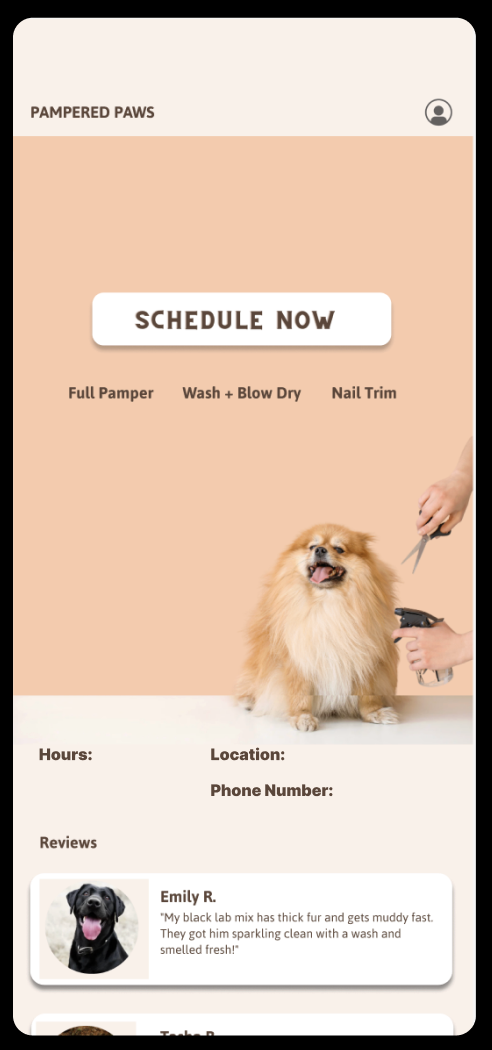 PAMPERED PAWS
SCHEDULE NOW
Full Pamper Wash + Blow Dry Nail Trim
Hours: Location:
Phone Number:
Reviews
Emily R.
"My black lab mix has thick fur and gets muddy fast.
They got him sparkling clean with a wash and
smelled fresh!"